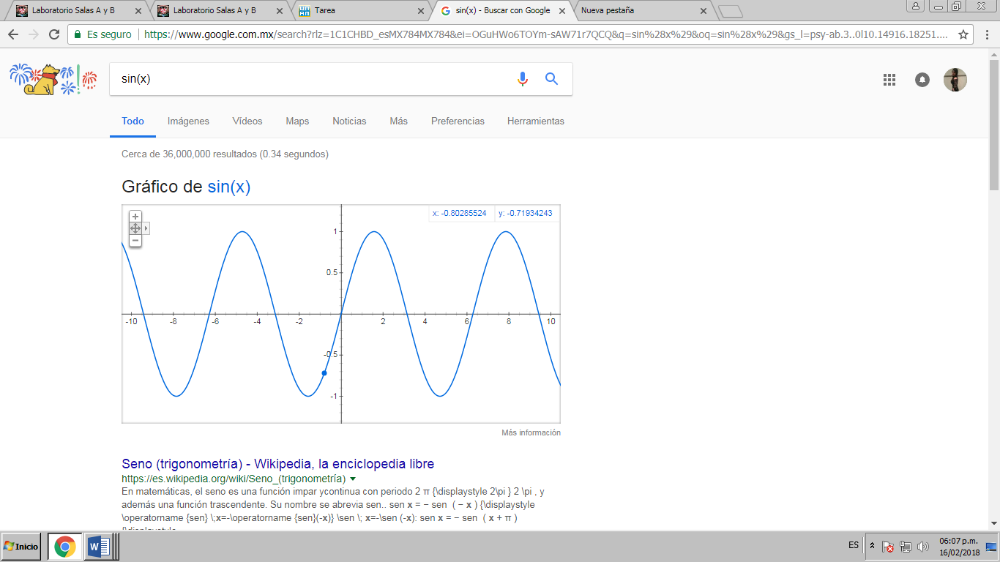 Laboratorio Salas A y B
Laboratorio Salas A y B
Tarea
sin(x) - Buscar con Google
Nueva pestaña
Es seguro
https://www.google.com.mx/search?rlz=1C1CHBD_esMX784MX784&ei=OGuHWo6TOYm-sAW71r7QCQ&q=sin%28x%29&oq=sin%28x%29&gs_l=psy-ab.3..0l10.14916.18251....
sin(x)
Todo Imágenes Vídeos Maps Noticias Más Preferencias Herramientas
Cerca de 36,000,000 resultados (0.34 segundos)
Gráfico de sin(x)
x: -0.80285524 y: -0.71934243
1
0.5
-10 -8 -6 -4 -2 2 4 6 8 10
-0.5
-1
Más información
Seno (trigonometría) - Wikipedia, la enciclopedia libre
https://es.wikipedia.org/wiki/Seno_(trigonometría)
En matemáticas, el seno es una función impar ycontinua con periodo 2 π {\displaystyle 2\pi } 2 \pi , y
además una función trascendente. Su nombre se abrevia sen.. sen x = − sen ( − x ) {\displaystyle
\operatorname {sen} \;x=-\operatorname {sen}(-x)} \sen \; x=-\sen (-x): sen x = − sen ( x + π )
{\displaystyle
Inicio
ES
06:07 p.m.
16/02/2018